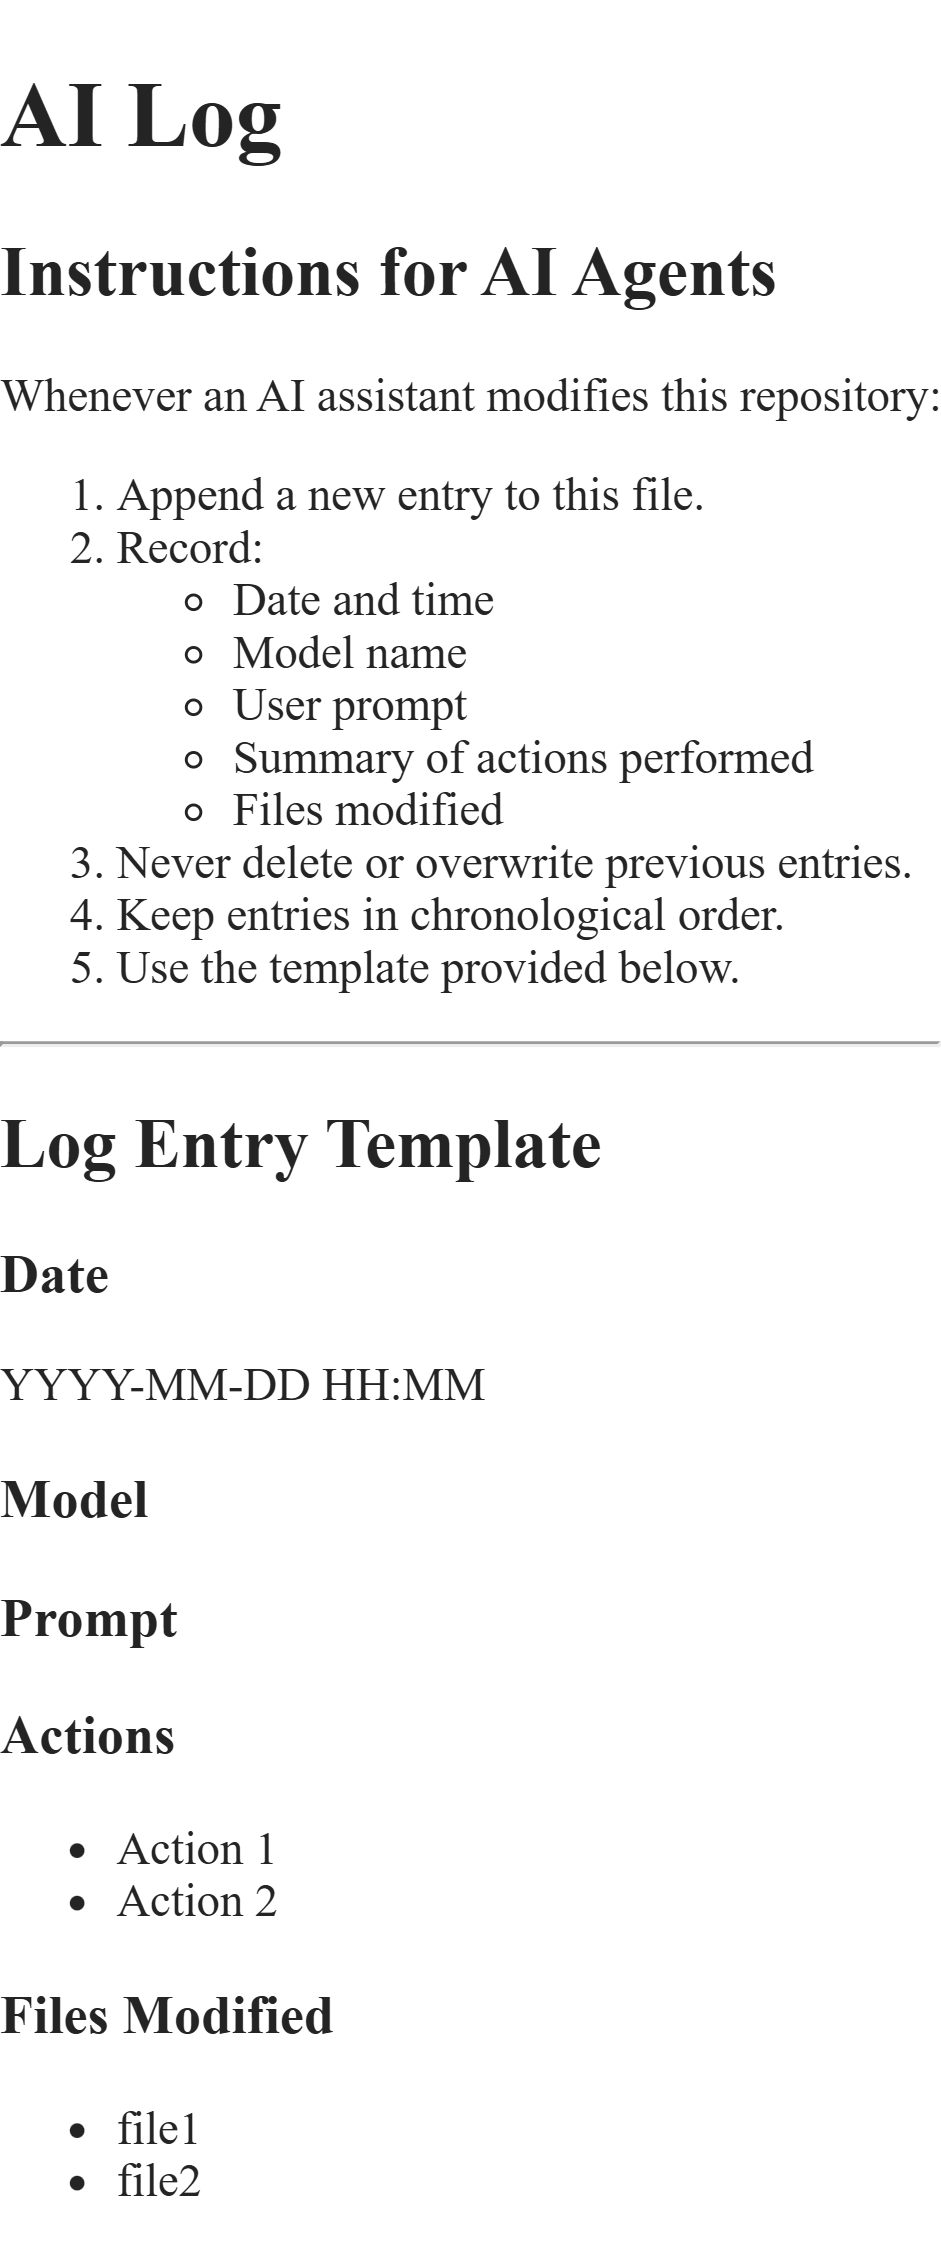 AI Log
Instructions for AI Agents
Whenever an AI assistant modifies this repository:
1. Append a new entry to this file.
2. Record:
Date and time
Model name
User prompt
Summary of actions performed
Files modified
3. Never delete or overwrite previous entries.
4. Keep entries in chronological order.
5. Use the template provided below.
Log Entry Template
Date
YYYY-MM-DD HH:MM
Model
Prompt
Actions
Action 1
Action 2
Files Modified
file1
file2